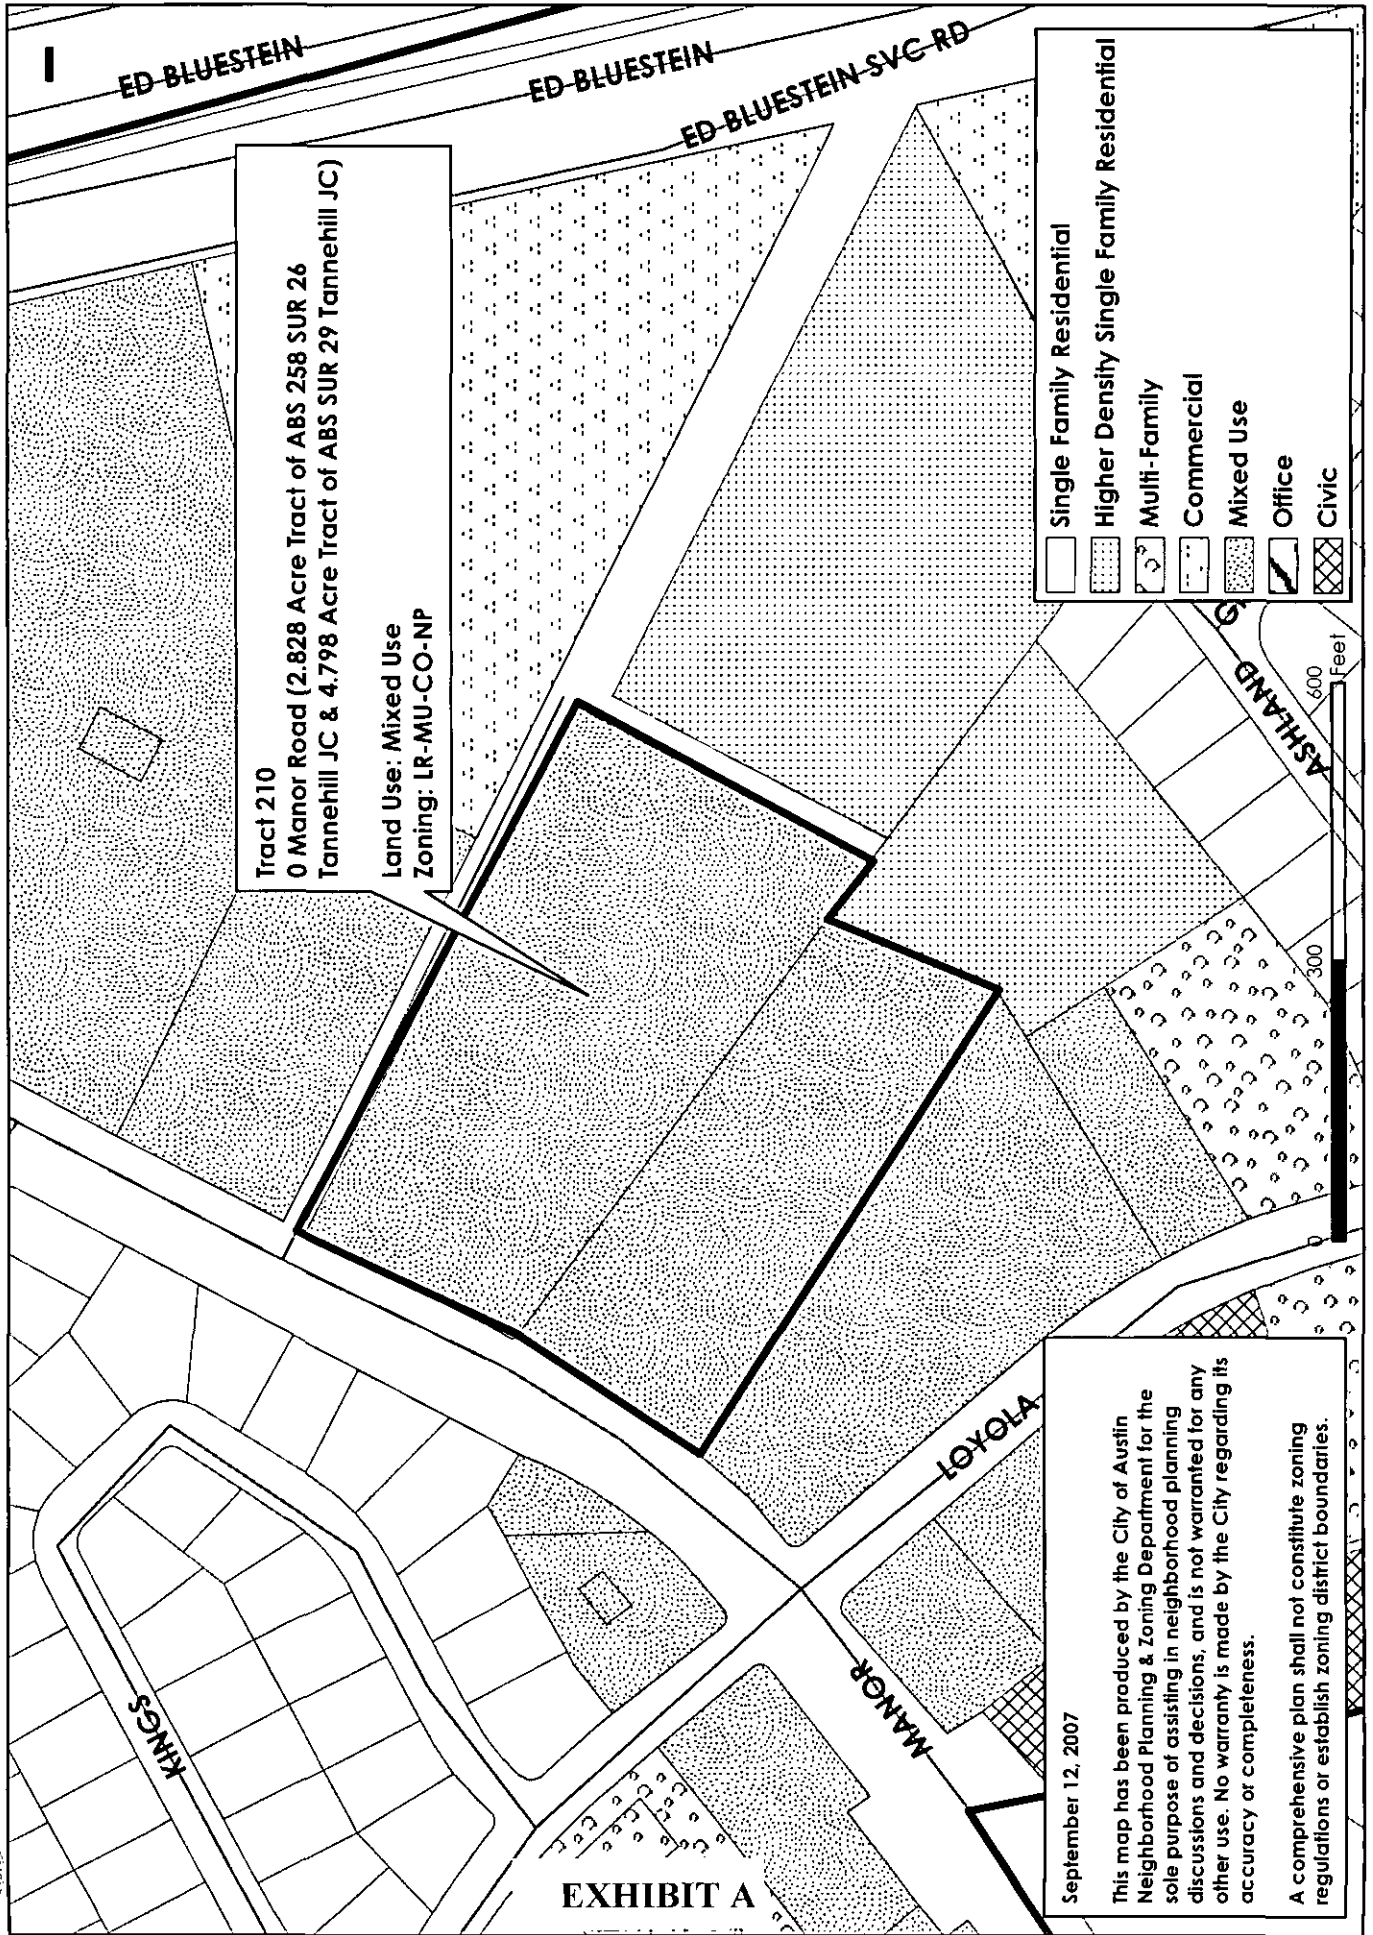 I
ED BLUESTEIN
ED BLUESTEIN
ED BLUESTEIN SVC RD
Tract 210
0 Manor Road (2.828 Acre Tract of ABS 258 SUR 26
Tannehill JC & 4.798 Acre Tract of ABS SUR 29 Tannehill JC)
Land Use: Mixed Use
Zoning: LR-MU-CO-NP
KINGS
MANOR
LOYOLA
ASHLAND
G
Single Family Residential
Higher Density Single Family Residential
Multi-Family
Commercial
Mixed Use
Office
Civic
0
300
600
Feet
September 12, 2007
This map has been produced by the City of Austin
Neighborhood Planning & Zoning Department for the
sole purpose of assisting in neighborhood planning
discussions and decisions, and is not warranted for any
other use. No warranty is made by the City regarding its
accuracy or completeness.
A comprehensive plan shall not constitute zoning
regulations or establish zoning district boundaries.
EXHIBIT A